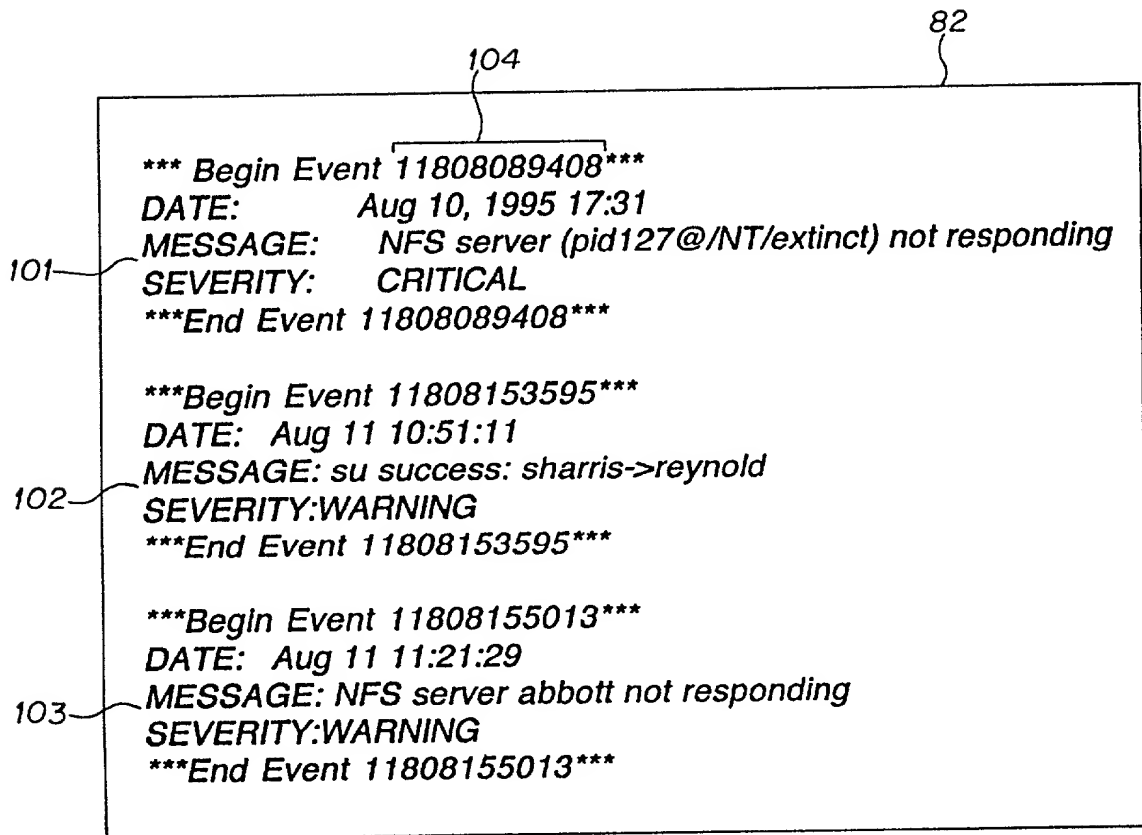 82
104
*** Begin Event 11808089408***
DATE: Aug 10, 1995 17:31
MESSAGE: NFS server (pid127@/NT/extinct) not responding
101
SEVERITY: CRITICAL
***End Event 11808089408***
***Begin Event 11808153595***
DATE: Aug 11 10:51:11
MESSAGE: su success: sharris->reynold
102
SEVERITY:WARNING
***End Event 11808153595***
***Begin Event 11808155013***
DATE: Aug 11 11:21:29
MESSAGE: NFS server abbott not responding
103
SEVERITY:WARNING
***End Event 11808155013***